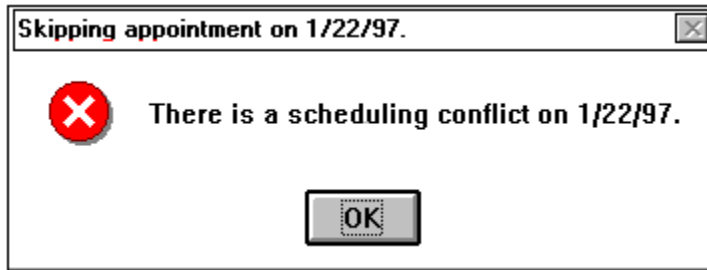 Skipping appointment on 1/22/97.
There is a scheduling conflict on 1/22/97.
OK